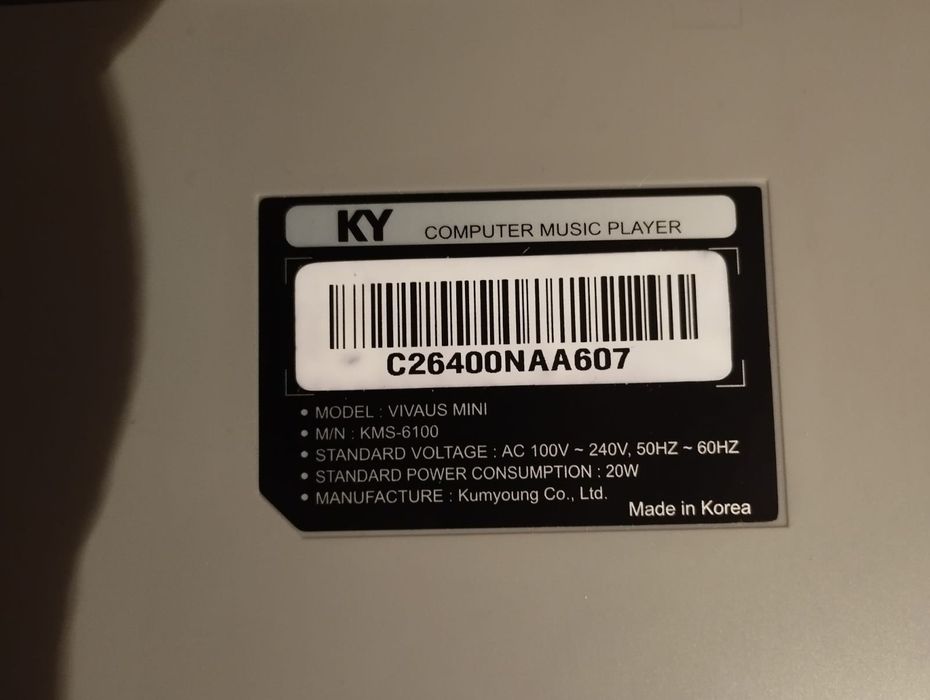 KY COMPUTER MUSIC PLAYER
C26400NAA607
• MODEL : VIVAUS MINI
• M/N : KMS-6100
• STANDARD VOLTAGE : AC 100V ~ 240V, 50HZ ~ 60HZ
• STANDARD POWER CONSUMPTION : 20W
• MANUFACTURE : Kumyoung Co., Ltd.
Made in Korea